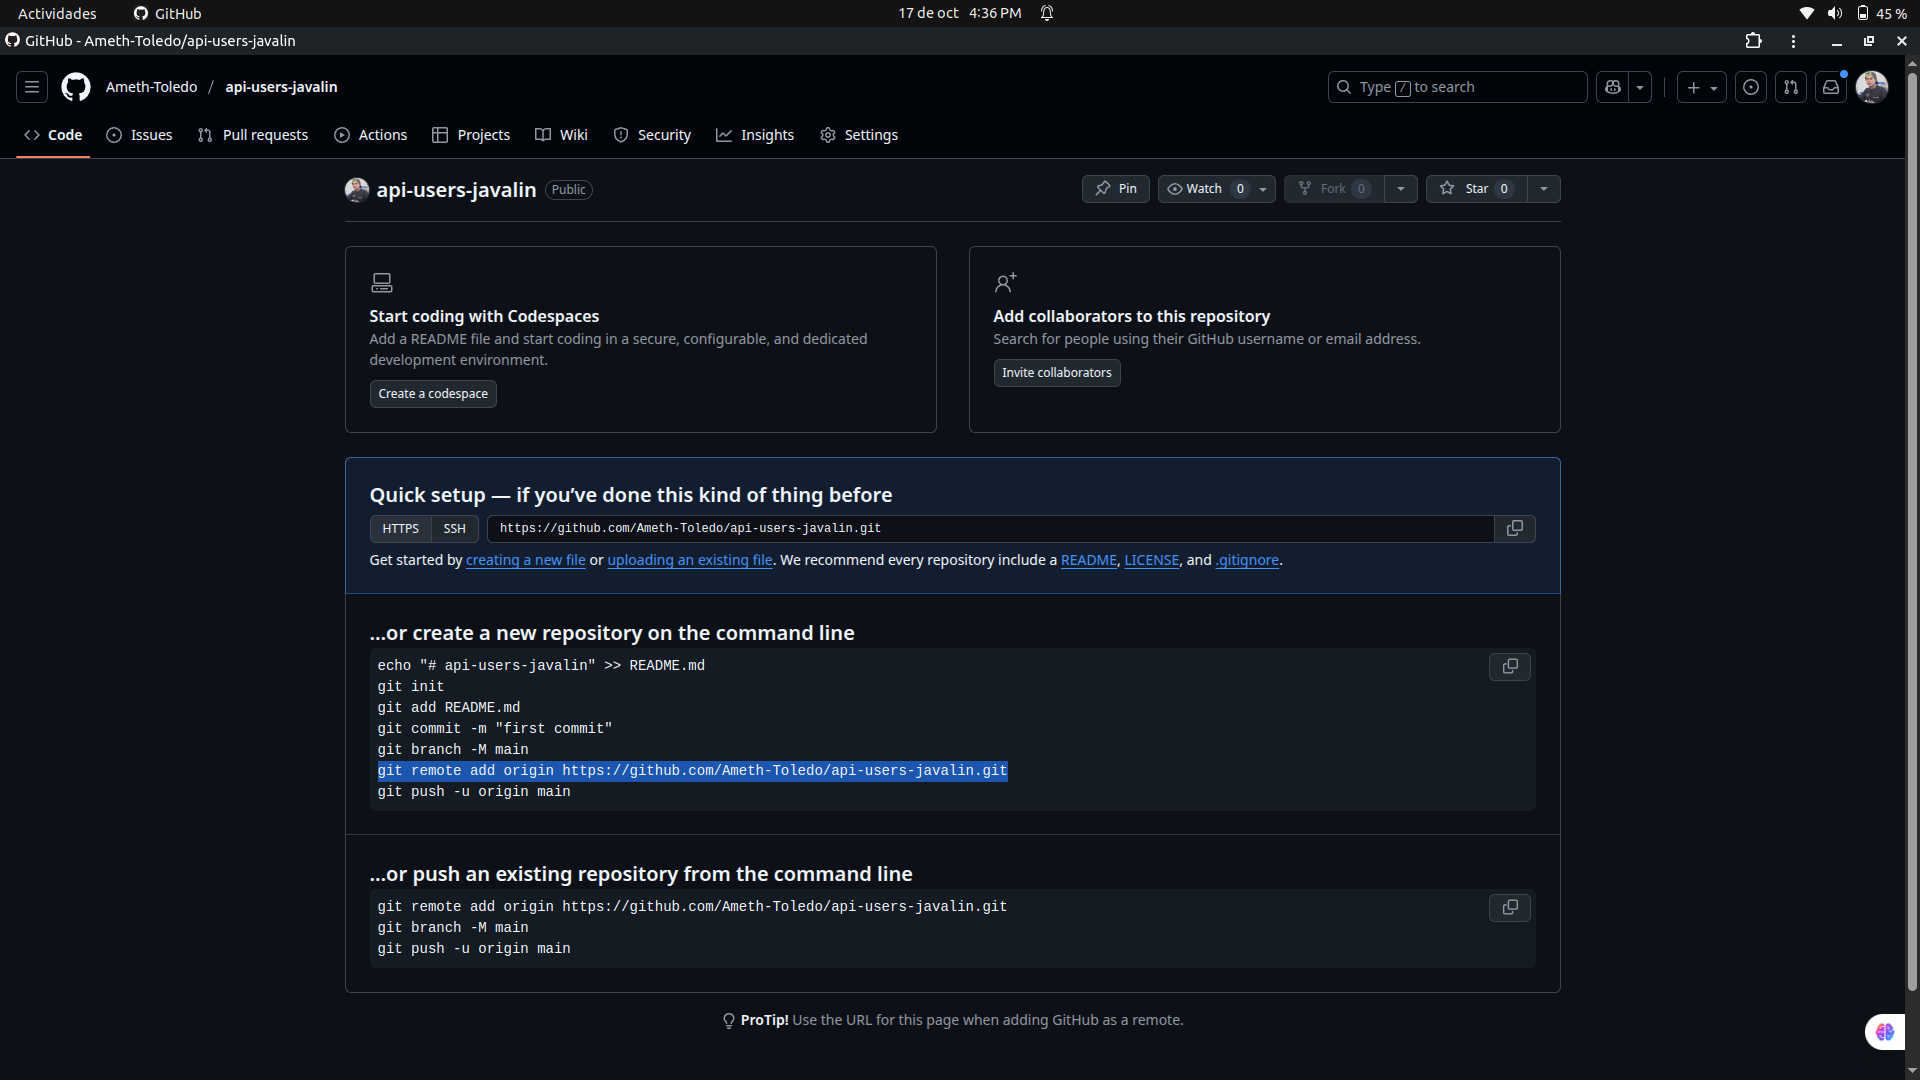 Actividades GitHub 17 de oct 4:36 PM 45 %
GitHub - Ameth-Toledo/api-users-javalin
Ameth-Toledo / api-users-javalin Type / to search
Code Issues Pull requests Actions Projects Wiki Security Insights Settings
api-users-javalin Public Pin Watch 0 Fork 0 Star 0
Start coding with Codespaces
Add a README file and start coding in a secure, configurable, and dedicated
development environment.
Create a codespace
Add collaborators to this repository
Search for people using their GitHub username or email address.
Invite collaborators
Quick setup — if you’ve done this kind of thing before
HTTPS SSH https://github.com/Ameth-Toledo/api-users-javalin.git
Get started by creating a new file or uploading an existing file. We recommend every repository include a README, LICENSE, and .gitignore.
…or create a new repository on the command line
echo "# api-users-javalin" >> README.md
git init
git add README.md
git commit -m "first commit"
git branch -M main
git remote add origin https://github.com/Ameth-Toledo/api-users-javalin.git
git push -u origin main
…or push an existing repository from the command line
git remote add origin https://github.com/Ameth-Toledo/api-users-javalin.git
git branch -M main
git push -u origin main
ProTip! Use the URL for this page when adding GitHub as a remote.